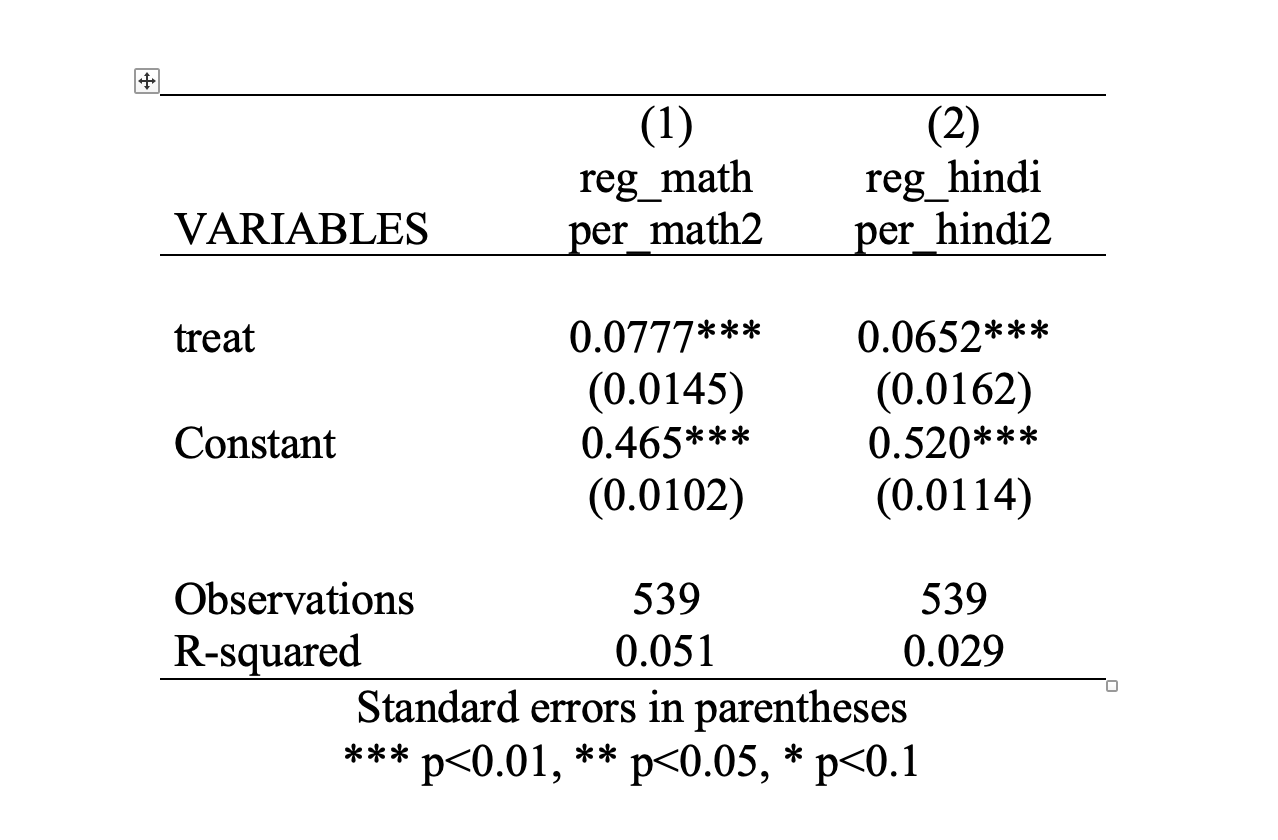 (1) (2)
reg_math reg_hindi
VARIABLES per_math2 per_hindi2
treat 0.0777*** 0.0652***
(0.0145) (0.0162)
Constant 0.465*** 0.520***
(0.0102) (0.0114)
Observations 539 539
R-squared 0.051 0.029
Standard errors in parentheses
*** p<0.01, ** p<0.05, * p<0.1